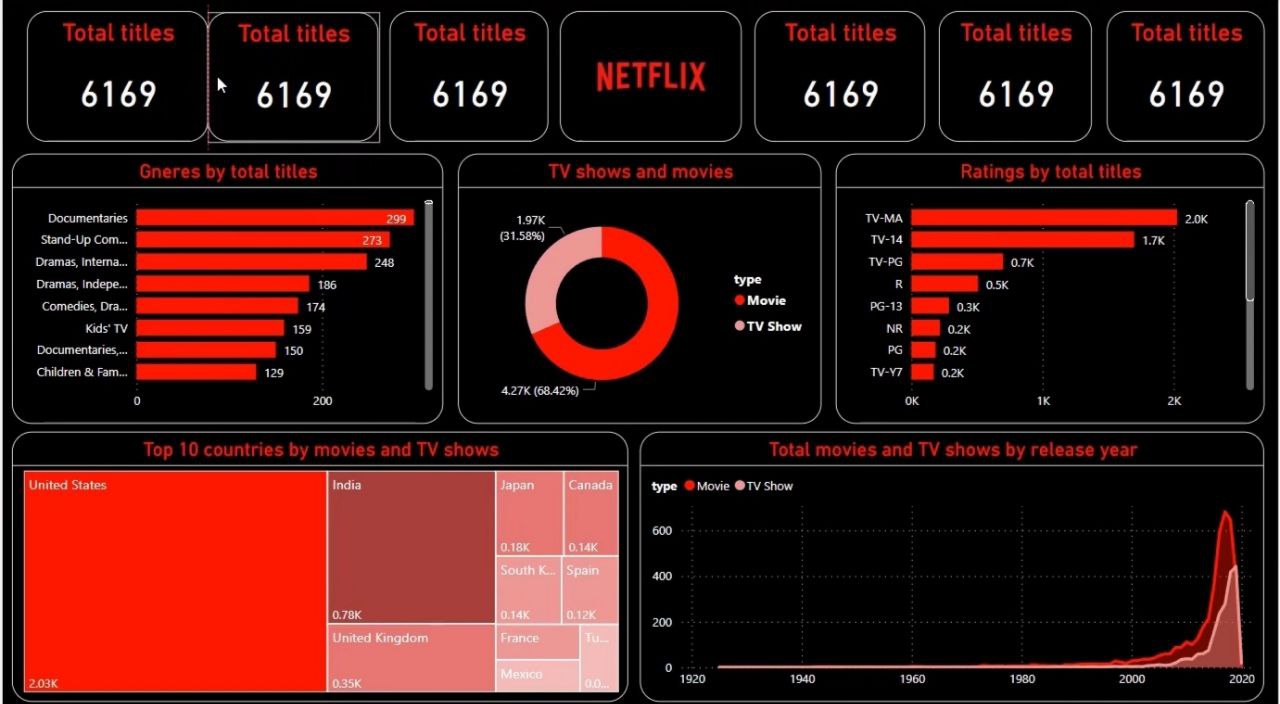 Total titles
6169
Total titles
6169
Total titles
6169
NETFLIX
Total titles
6169
Total titles
6169
Total titles
6169
Gneres by total titles
Documentaries
299
Stand-Up Com...
273
Dramas, Interna...
248
Dramas, Indepe...
186
Comedies, Dra...
174
Kids' TV
159
Documentaries,...
150
Children & Fam...
129
0
200
TV shows and movies
1.97K
(31.58%)
4.27K (68.42%)
type
Movie
TV Show
Ratings by total titles
TV-MA
2.0K
TV-14
1.7K
TV-PG
0.7K
R
0.5K
PG-13
0.3K
NR
0.2K
PG
0.2K
TV-Y7
0.2K
0K
1K
2K
Top 10 countries by movies and TV shows
United States
2.03K
India
0.78K
United Kingdom
0.35K
Japan
0.18K
Canada
0.14K
South K...
0.14K
Spain
0.12K
France
Mexico
Tu...
0.0...
Total movies and TV shows by release year
type Movie TV Show
600
400
200
0
1920
1940
1960
1980
2000
2020